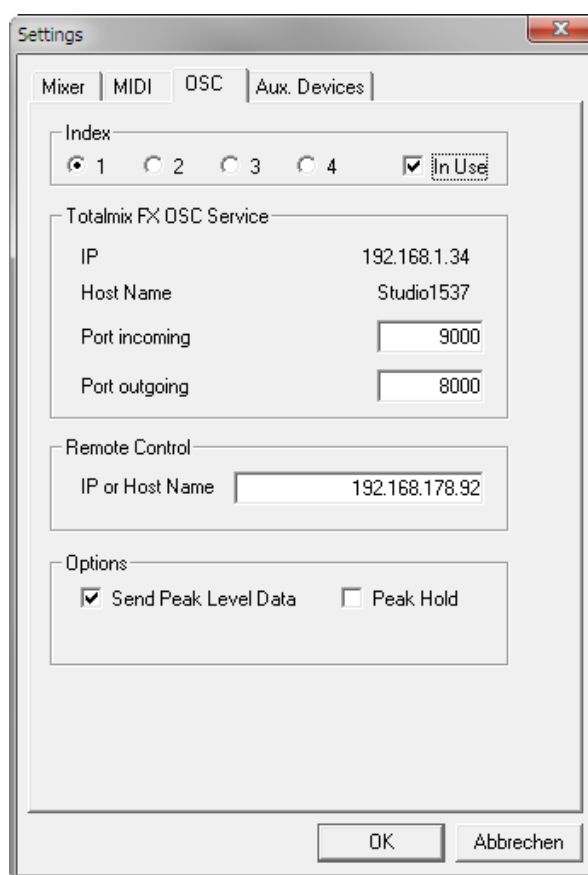 Settings
Mixer MIDI OSC Aux. Devices
Index
1 2 3 4 In Use
Totalmix FX OSC Service
IP 192.168.1.34
Host Name Studio1537
Port incoming 9000
Port outgoing 8000
Remote Control
IP or Host Name 192.168.178.92
Options
Send Peak Level Data Peak Hold
OK Abbrechen